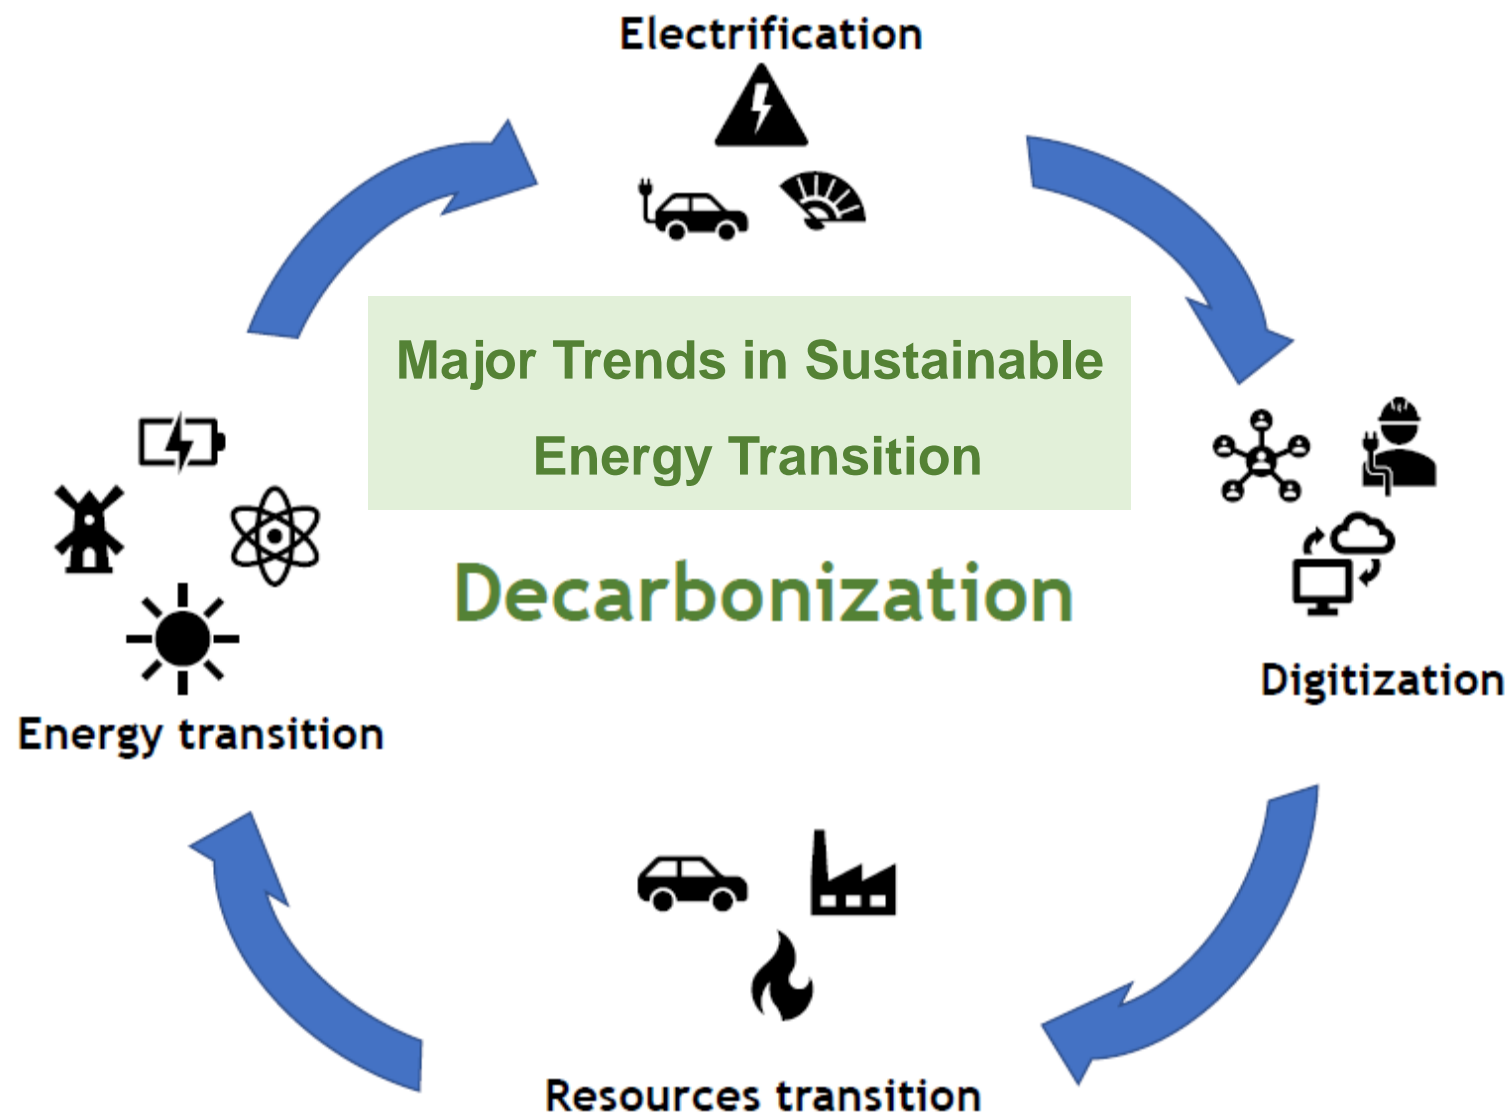 Electrification
Major Trends in Sustainable
Energy Transition
Decarbonization
Digitization
Energy transition
Resources transition